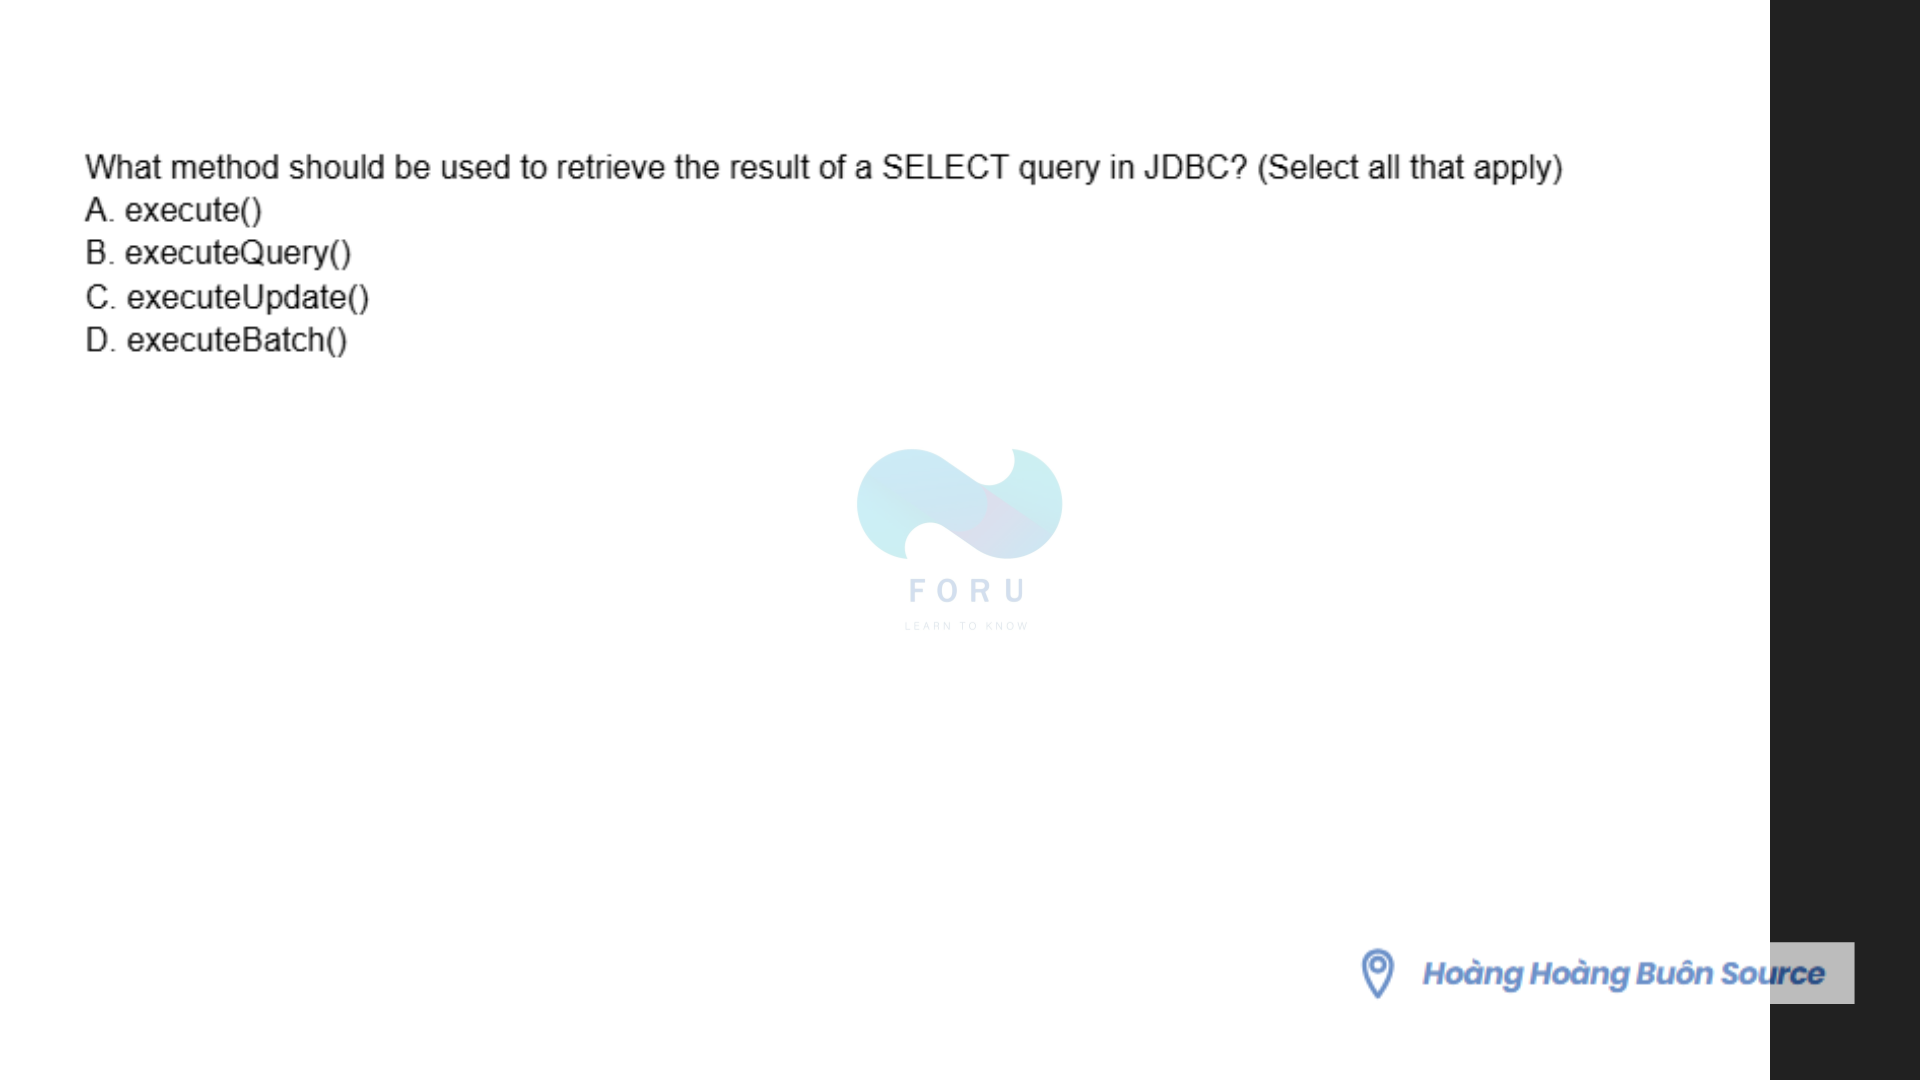 What method should be used to retrieve the result of a SELECT query in JDBC? (Select all that apply)
A. execute()
B. executeQuery()
C. executeUpdate()
D. executeBatch()
FORU
LEARN TO KNOW
Hoàng Hoàng Buôn Source